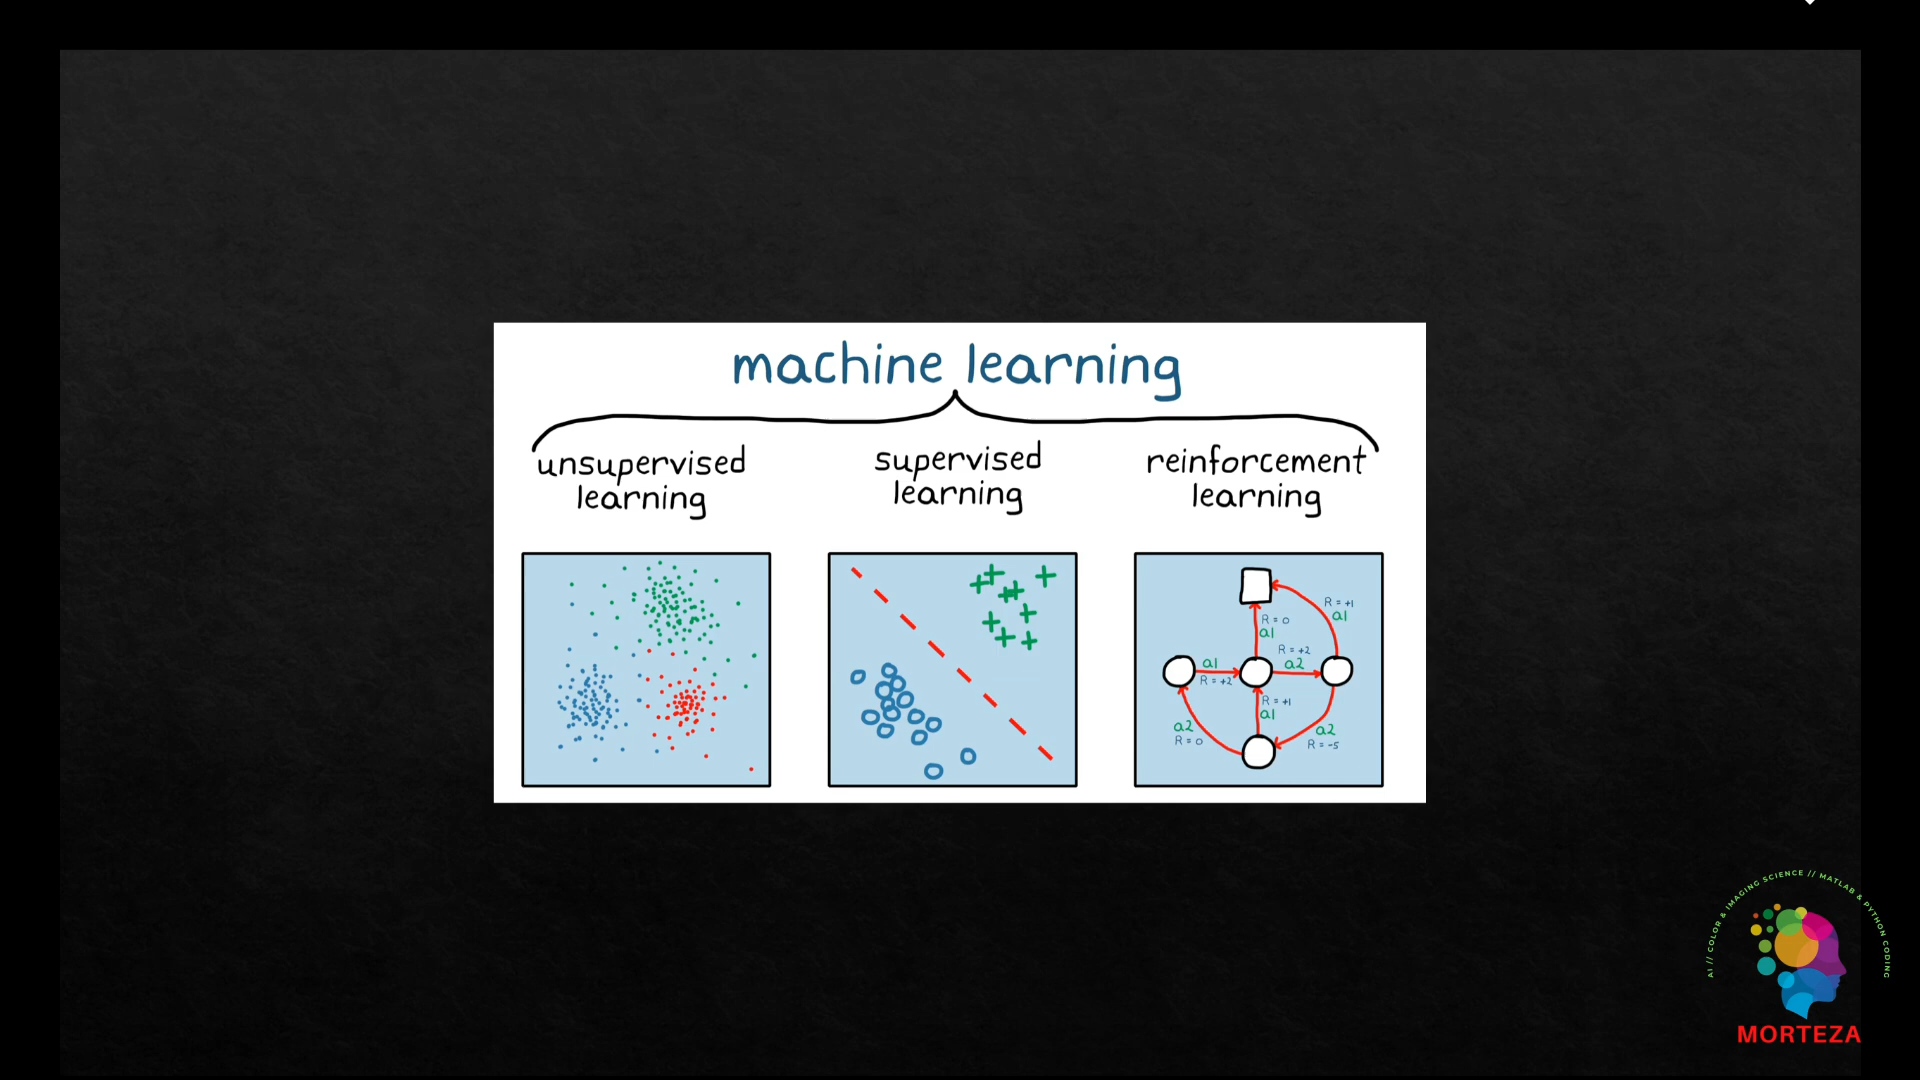 machine learning
unsupervised
learning
supervised
learning
reinforcement
learning
R = +1
a1
R = 0
a1
R = +2
a2
a1
R = +2
R = +1
a1
a2
R = 0
a2
R = -5
AI // COLOR & IMAGING SCIENCE // MATLAB & PYTHON CODING
MORTEZA